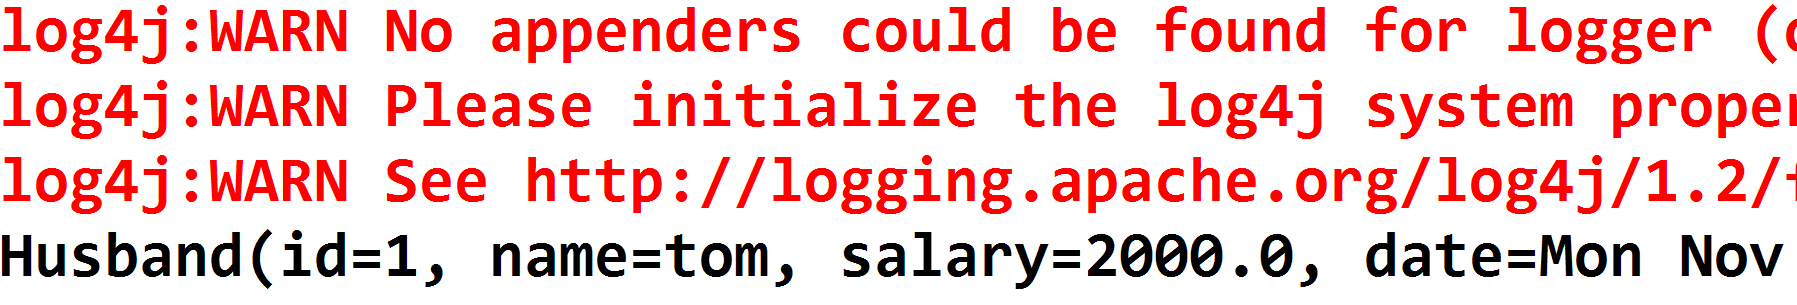 log4j:WARN No appenders could be found for logger (
log4j:WARN Please initialize the log4j system proper
log4j:WARN See http://logging.apache.org/log4j/1.2/
Husband(id=1, name=tom, salary=2000.0, date=Mon Nov